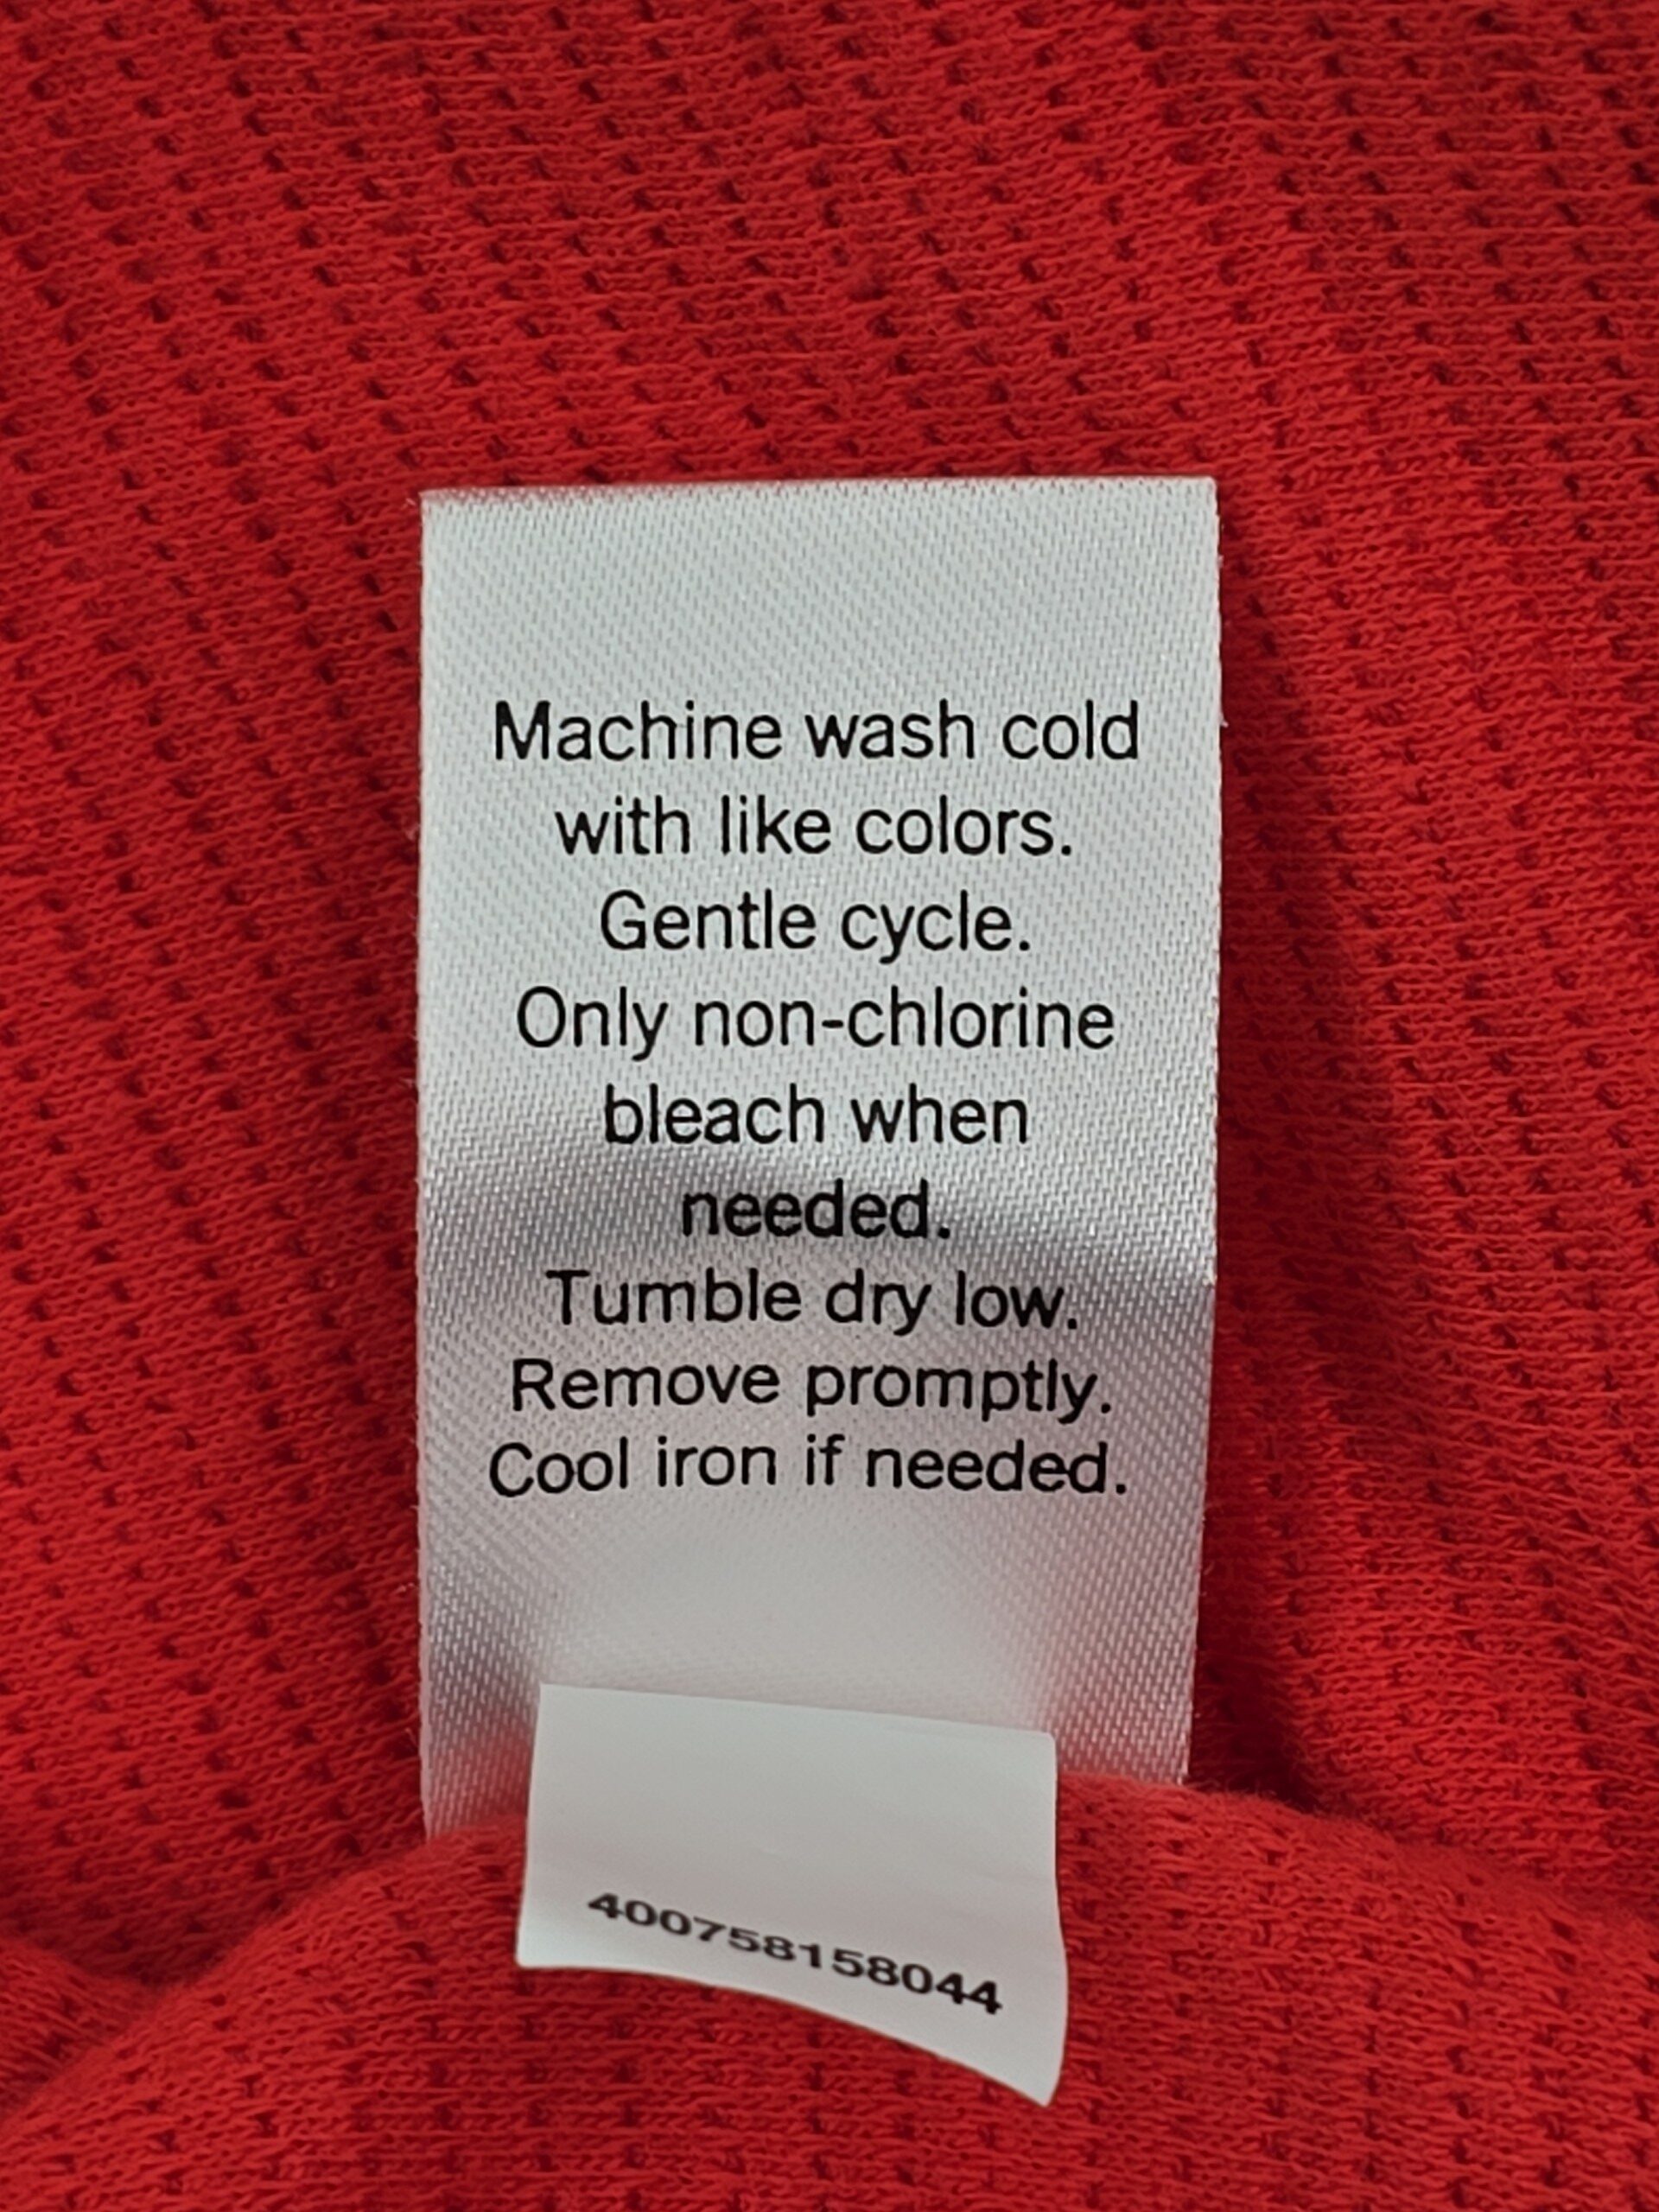 Machine wash cold
with like colors.
Gentle cycle.
Only non-chlorine
bleach when
needed.
Tumble dry low.
Remove promptly.
Cool iron if needed.
400758158044